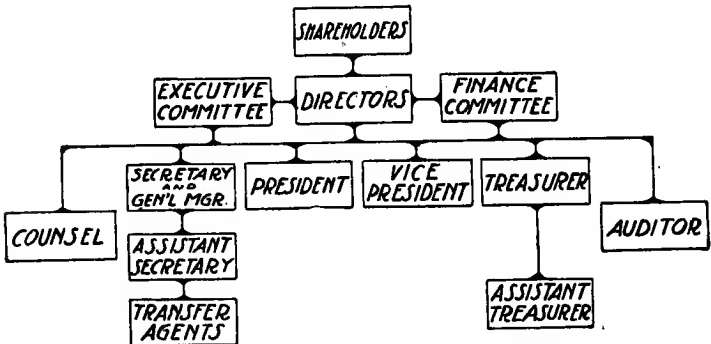 SHAREHOLDERS
EXECUTIVE
COMMITTEE
DIRECTORS
FINANCE
COMMITTEE
COUNSEL
SECRETARY
AND
GEN'L MGR.
PRESIDENT
VICE
PRESIDENT
TREASURER
AUDITOR
ASSISTANT
SECRETARY
TRANSFER
AGENTS
ASSISTANT
TREASURER